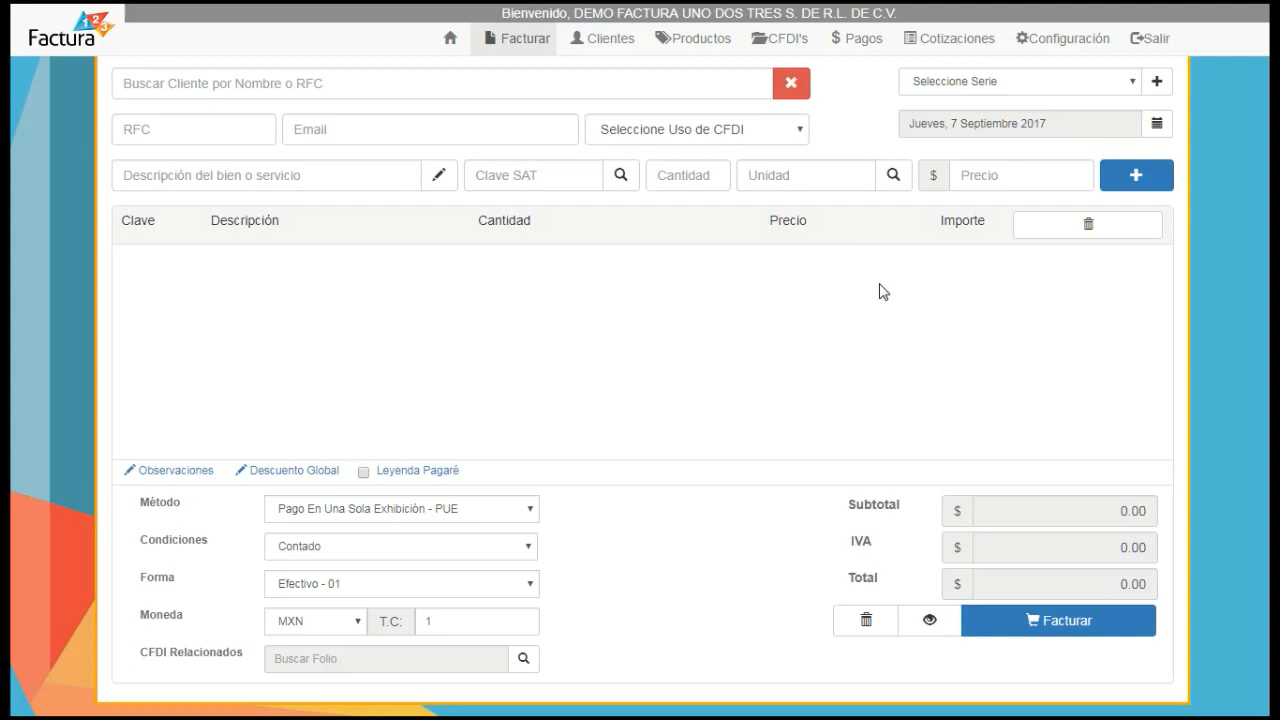 Bienvenido, DEMO FACTURA UNO DOS TRES S. DE R.L. DE C.V.
Factura 123
Facturar Clientes Productos CFDI's $ Pagos Cotizaciones Configuración Salir
Buscar Cliente por Nombre o RFC
Seleccione Serie
RFC Email Seleccione Uso de CFDI
Jueves, 7 Septiembre 2017
Descripción del bien o servicio Clave SAT Cantidad Unidad $ Precio
Clave Descripción Cantidad Precio Importe
Observaciones Descuento Global Leyenda Pagaré
Método Pago En Una Sola Exhibición - PUE
Subtotal $ 0.00
Condiciones Contado
IVA $ 0.00
Forma Efectivo - 01
Total $ 0.00
Moneda MXN T.C: 1
Facturar
CFDI Relacionados Buscar Folio